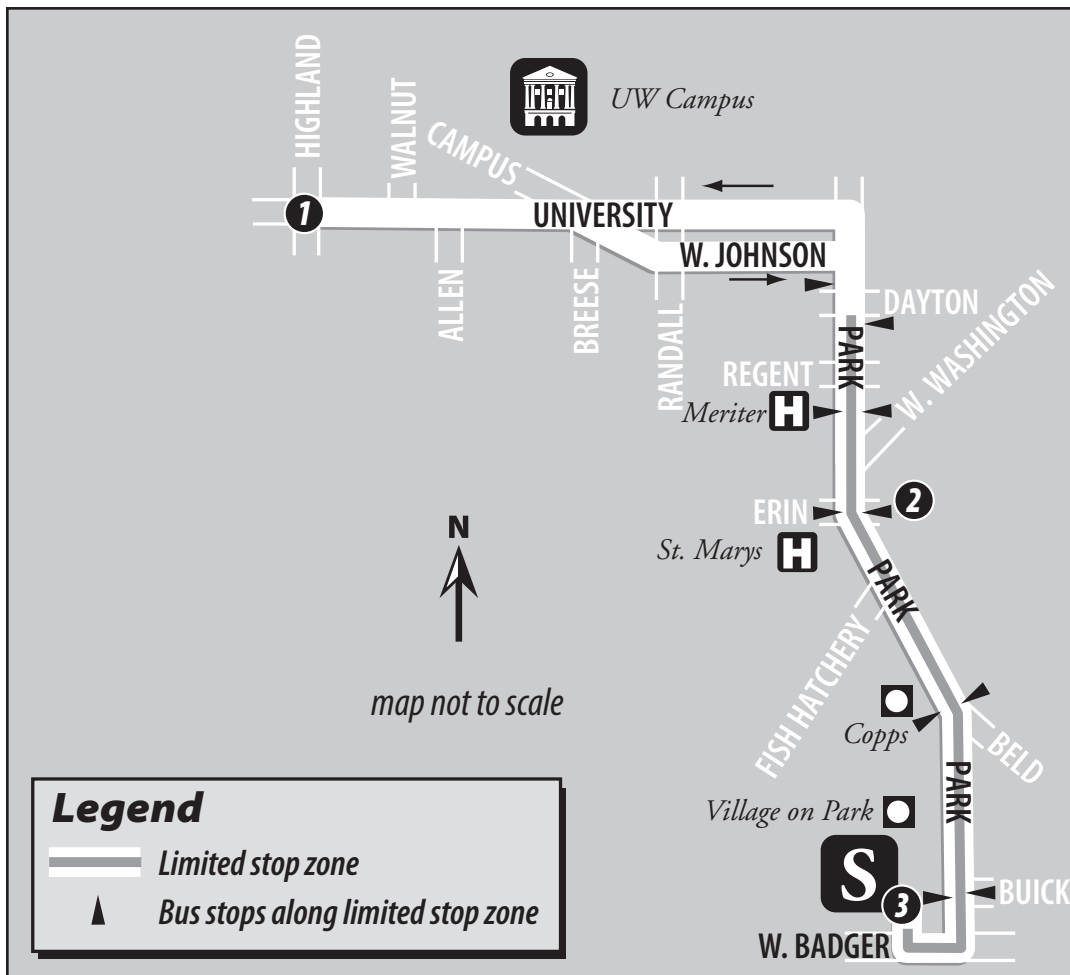 UW Campus
HIGHLAND
WALNUT
CAMPUS
1
UNIVERSITY
W. JOHNSON
ALLEN
BREESE
RANDALL
DAYTON
PARK
W. WASHINGTON
REGENT
Meriter H
ERIN
2
St. Marys H
N
PARK
map not to scale
FISH HATCHERY
Copps
BELD
PARK
Village on Park
S
3
BUICK
W. BADGER
Legend
Limited stop zone
Bus stops along limited stop zone